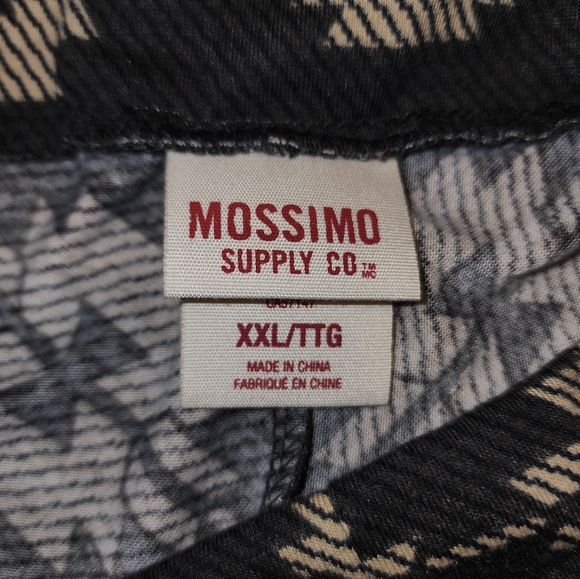 MOSSIMO
SUPPLY CO. TM MC
XXL/TTG
MADE IN CHINA
FABRIQUÉ EN CHINE